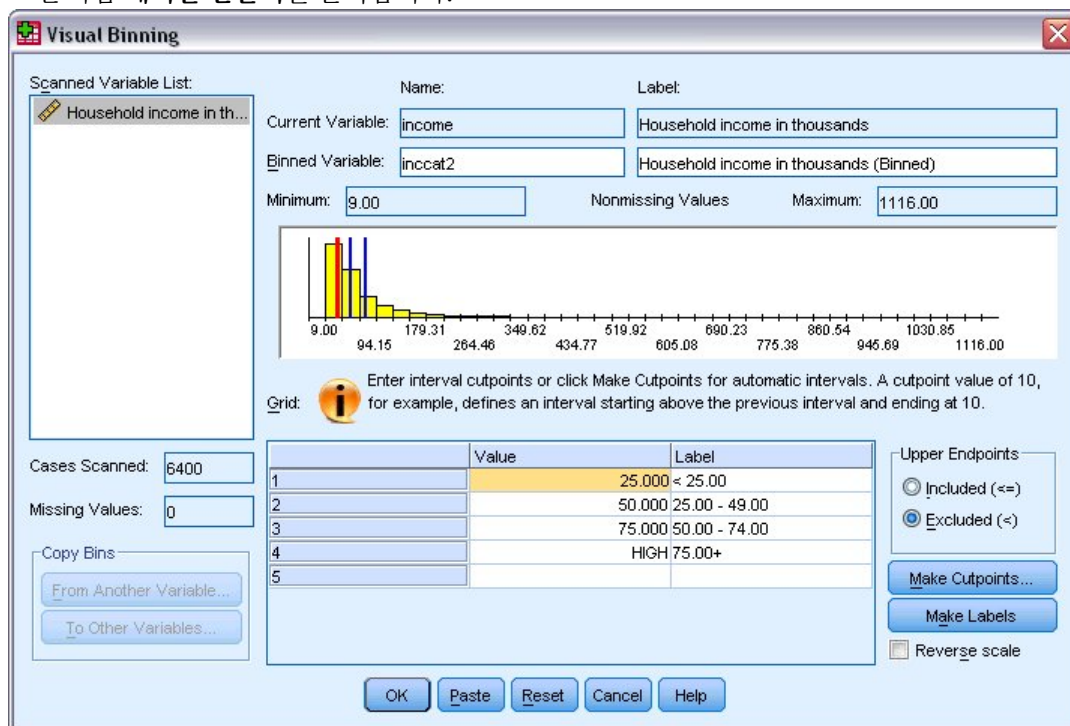 Visual Binning
Scanned Variable List:
Household income in th...
Name:
Label:
Current Variable:
income
Household income in thousands
Binned Variable:
inccat2
Household income in thousands (Binned)
Minimum:
9.00
Nonmissing Values
Maximum:
1116.00
9.00 179.31 349.62 519.92 690.23 860.54 1030.85
94.15 264.46 434.77 605.08 775.38 945.69 1116.00
Grid:
Enter interval cutpoints or click Make Cutpoints for automatic intervals. A cutpoint value of 10,
for example, defines an interval starting above the previous interval and ending at 10.
Cases Scanned:
6400
Missing Values:
0
Copy Bins
From Another Variable...
To Other Variables...
Value Label
1 25.000 < 25.00
2 50.000 25.00 - 49.00
3 75.000 50.00 - 74.00
4 HIGH 75.00+
5
Upper Endpoints
Included (<=)
Excluded (<)
Make Cutpoints...
Make Labels
Reverse scale
OK Paste Reset Cancel Help